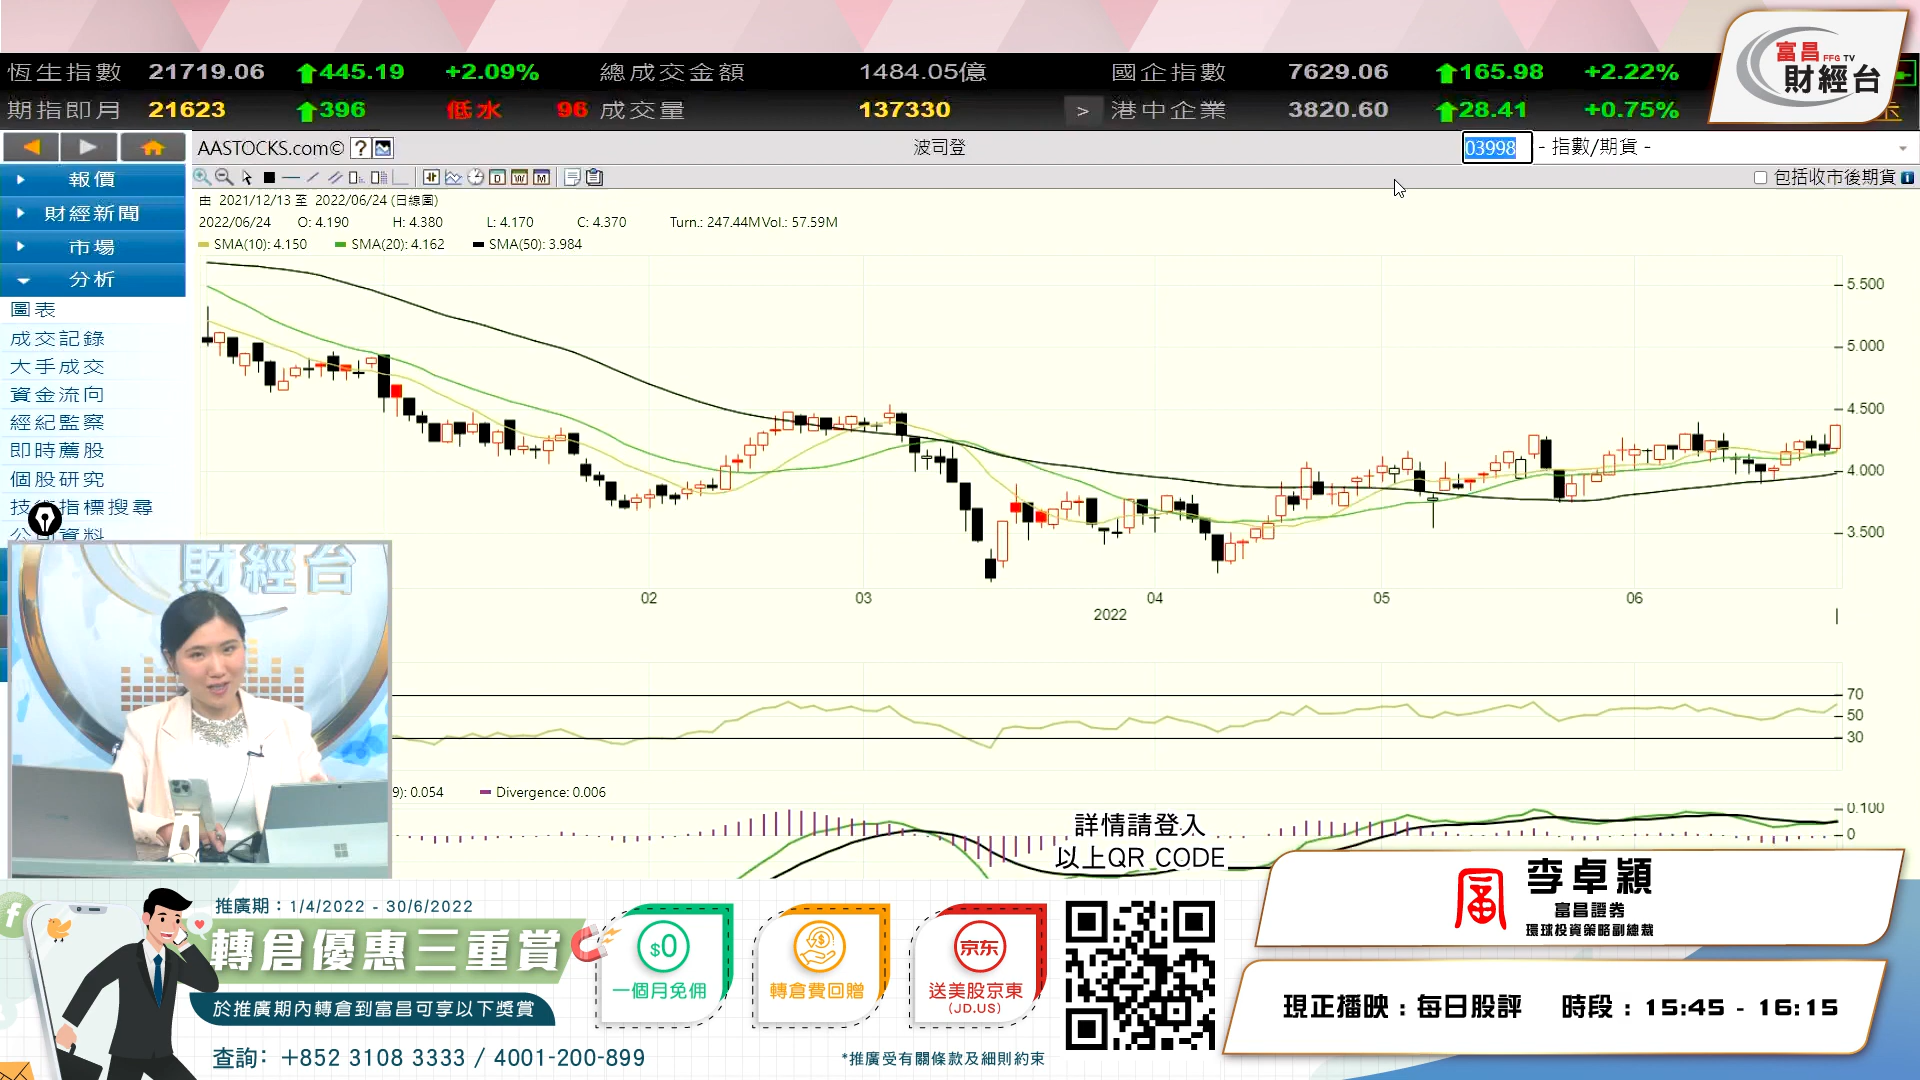 恆生指數 21719.06 445.19 +2.09% 總成交金額 1484.05億 國企指數 7629.06 165.98 +2.22%
期指即月 21623 396 低水 96 成交量 137330 > 港中企業 3820.60 28.41 +0.75%
富昌 FFG TV
財經台
AASTOCKS.com© ? 波司登 03998 - 指數/期貨 -
包括收市後期貨
報價
財經新聞
市場
分析
圖表
成交記錄
大手成交
資金流向
經紀監察
即時薦股
個股研究
技術指標搜尋
公司資料
由 2021/12/13 至 2022/06/24 (日線圖)
2022/06/24 O: 4.190 H: 4.380 L: 4.170 C: 4.370 Turn.: 247.44M Vol.: 57.59M
SMA(10): 4.150 SMA(20): 4.162 SMA(50): 3.984
5.500
5.000
4.500
4.000
3.500
02 03 04 05 06
2022
70
50
30
9): 0.054 Divergence: 0.006
0.100
0
財經台
詳情請登入
以上QR CODE
李卓穎
富昌證券
環球投資策略副總裁
現正播映：每日股評 時段：15:45 - 16:15
推廣期：1/4/2022 - 30/6/2022
轉倉優惠三重賞
於推廣期內轉倉到富昌可享以下獎賞
查詢： +852 3108 3333 / 4001-200-899
$0
一個月免佣
轉倉費回贈
京东
送美股京東
(JD.US)
*推廣受有關條款及細則約束